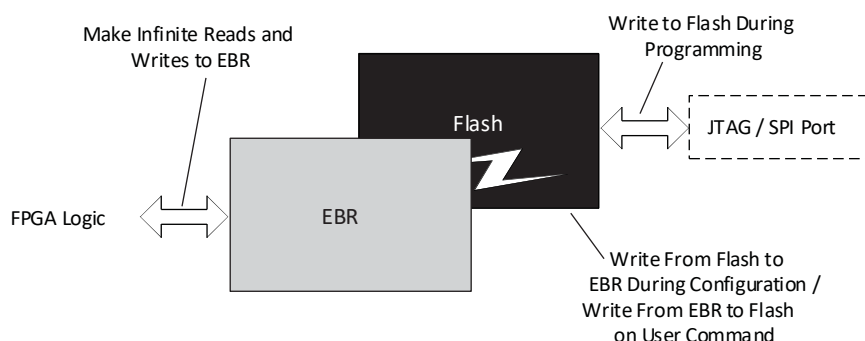 Make Infinite Reads and
Writes to EBR
Write to Flash During
Programming
Flash
JTAG / SPI Port
FPGA Logic
EBR
Write From Flash to
EBR During Configuration /
Write From EBR to Flash
on User Command